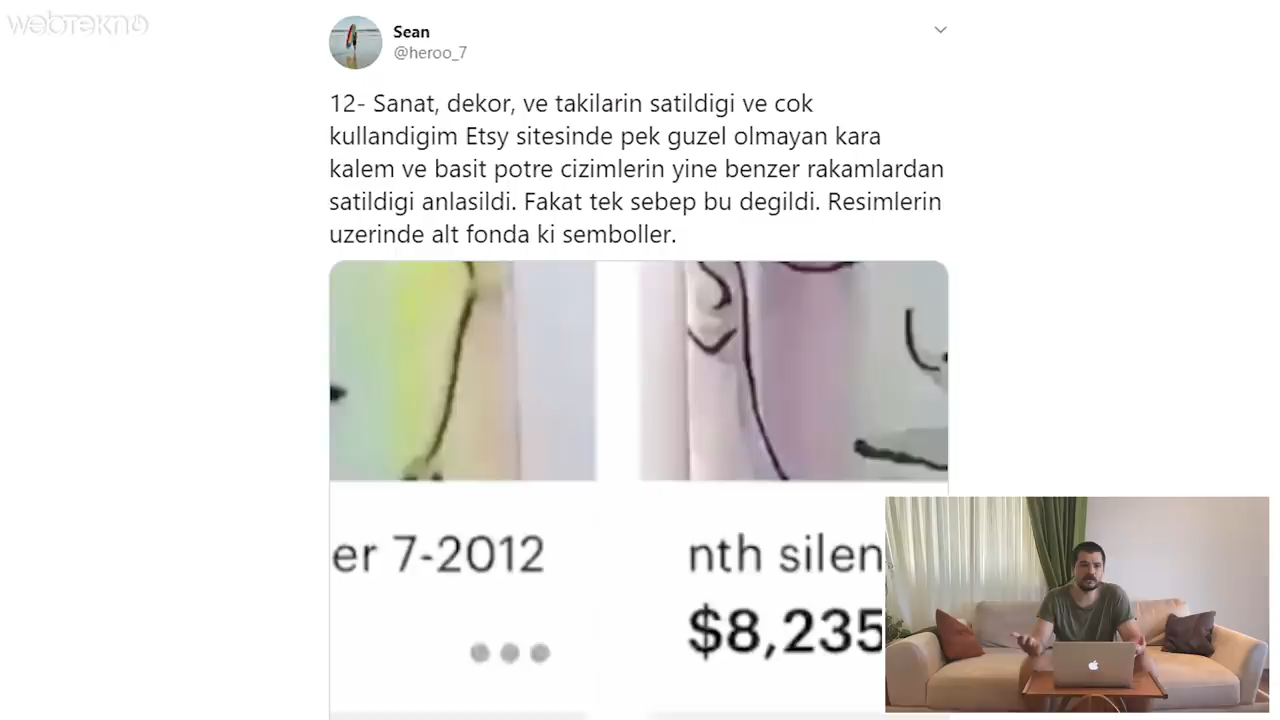 webtekno
Sean
@heroo_7
12- Sanat, dekor, ve takilarin satildigi ve cok
kullandigim Etsy sitesinde pek guzel olmayan kara
kalem ve basit potre cizimlerin yine benzer rakamlardan
satildigi anlasildi. Fakat tek sebep bu degildi. Resimlerin
uzerinde alt fonda ki semboller.
er 7-2012
nth silen
$8,235